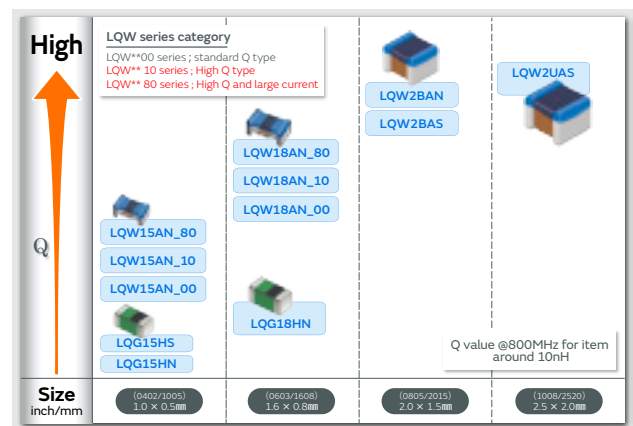 High
LQW series category
LQW**00 series ; standard Q type
LQW** 10 series ; High Q type
LQW** 80 series ; High Q and large current
LQW2UAS
LQW2BAN
LQW2BAS
LQW18AN_80
LQW18AN_10
LQW18AN_00
LQW15AN_80
Q
LQW15AN_10
LQW15AN_00
LQG18HN
LQG15HS
LQG15HN
Q value @800MHz for item
around 10nH
Size
inch/mm
(0402/1005)
1.0 × 0.5mm
(0603/1608)
1.6 × 0.8mm
(0805/2015)
2.0 × 1.5mm
(1008/2520)
2.5 × 2.0mm